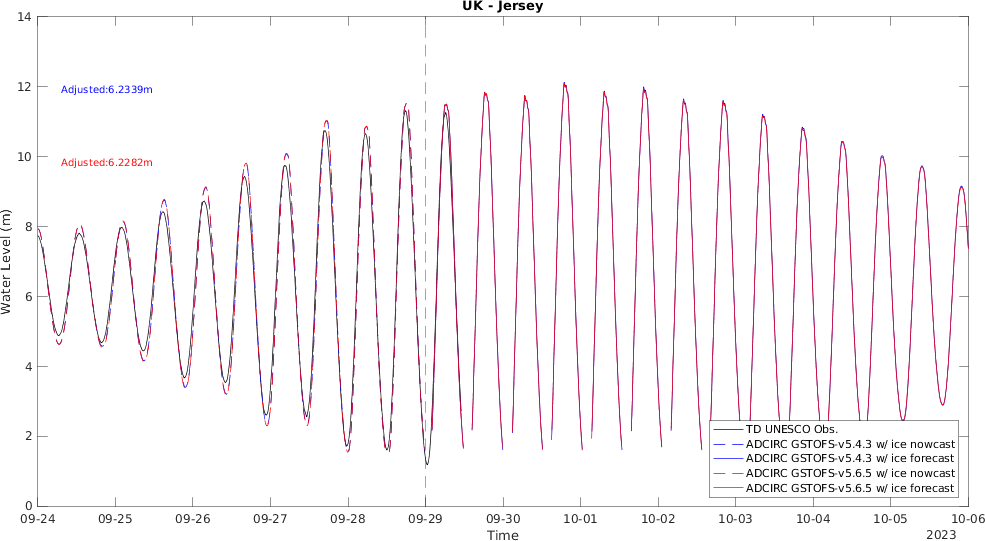 UK - Jersey
14
12
10
8
6
4
2
0
Water Level (m)
Adjusted:6.2339m
Adjusted:6.2282m
TD UNESCO Obs.
ADCIRC GSTOFS-v5.4.3 w/ ice nowcast
ADCIRC GSTOFS-v5.4.3 w/ ice forecast
ADCIRC GSTOFS-v5.6.5 w/ ice nowcast
ADCIRC GSTOFS-v5.6.5 w/ ice forecast
09-24 09-25 09-26 09-27 09-28 09-29 09-30 10-01 10-02 10-03 10-04 10-05 10-06
Time
2023